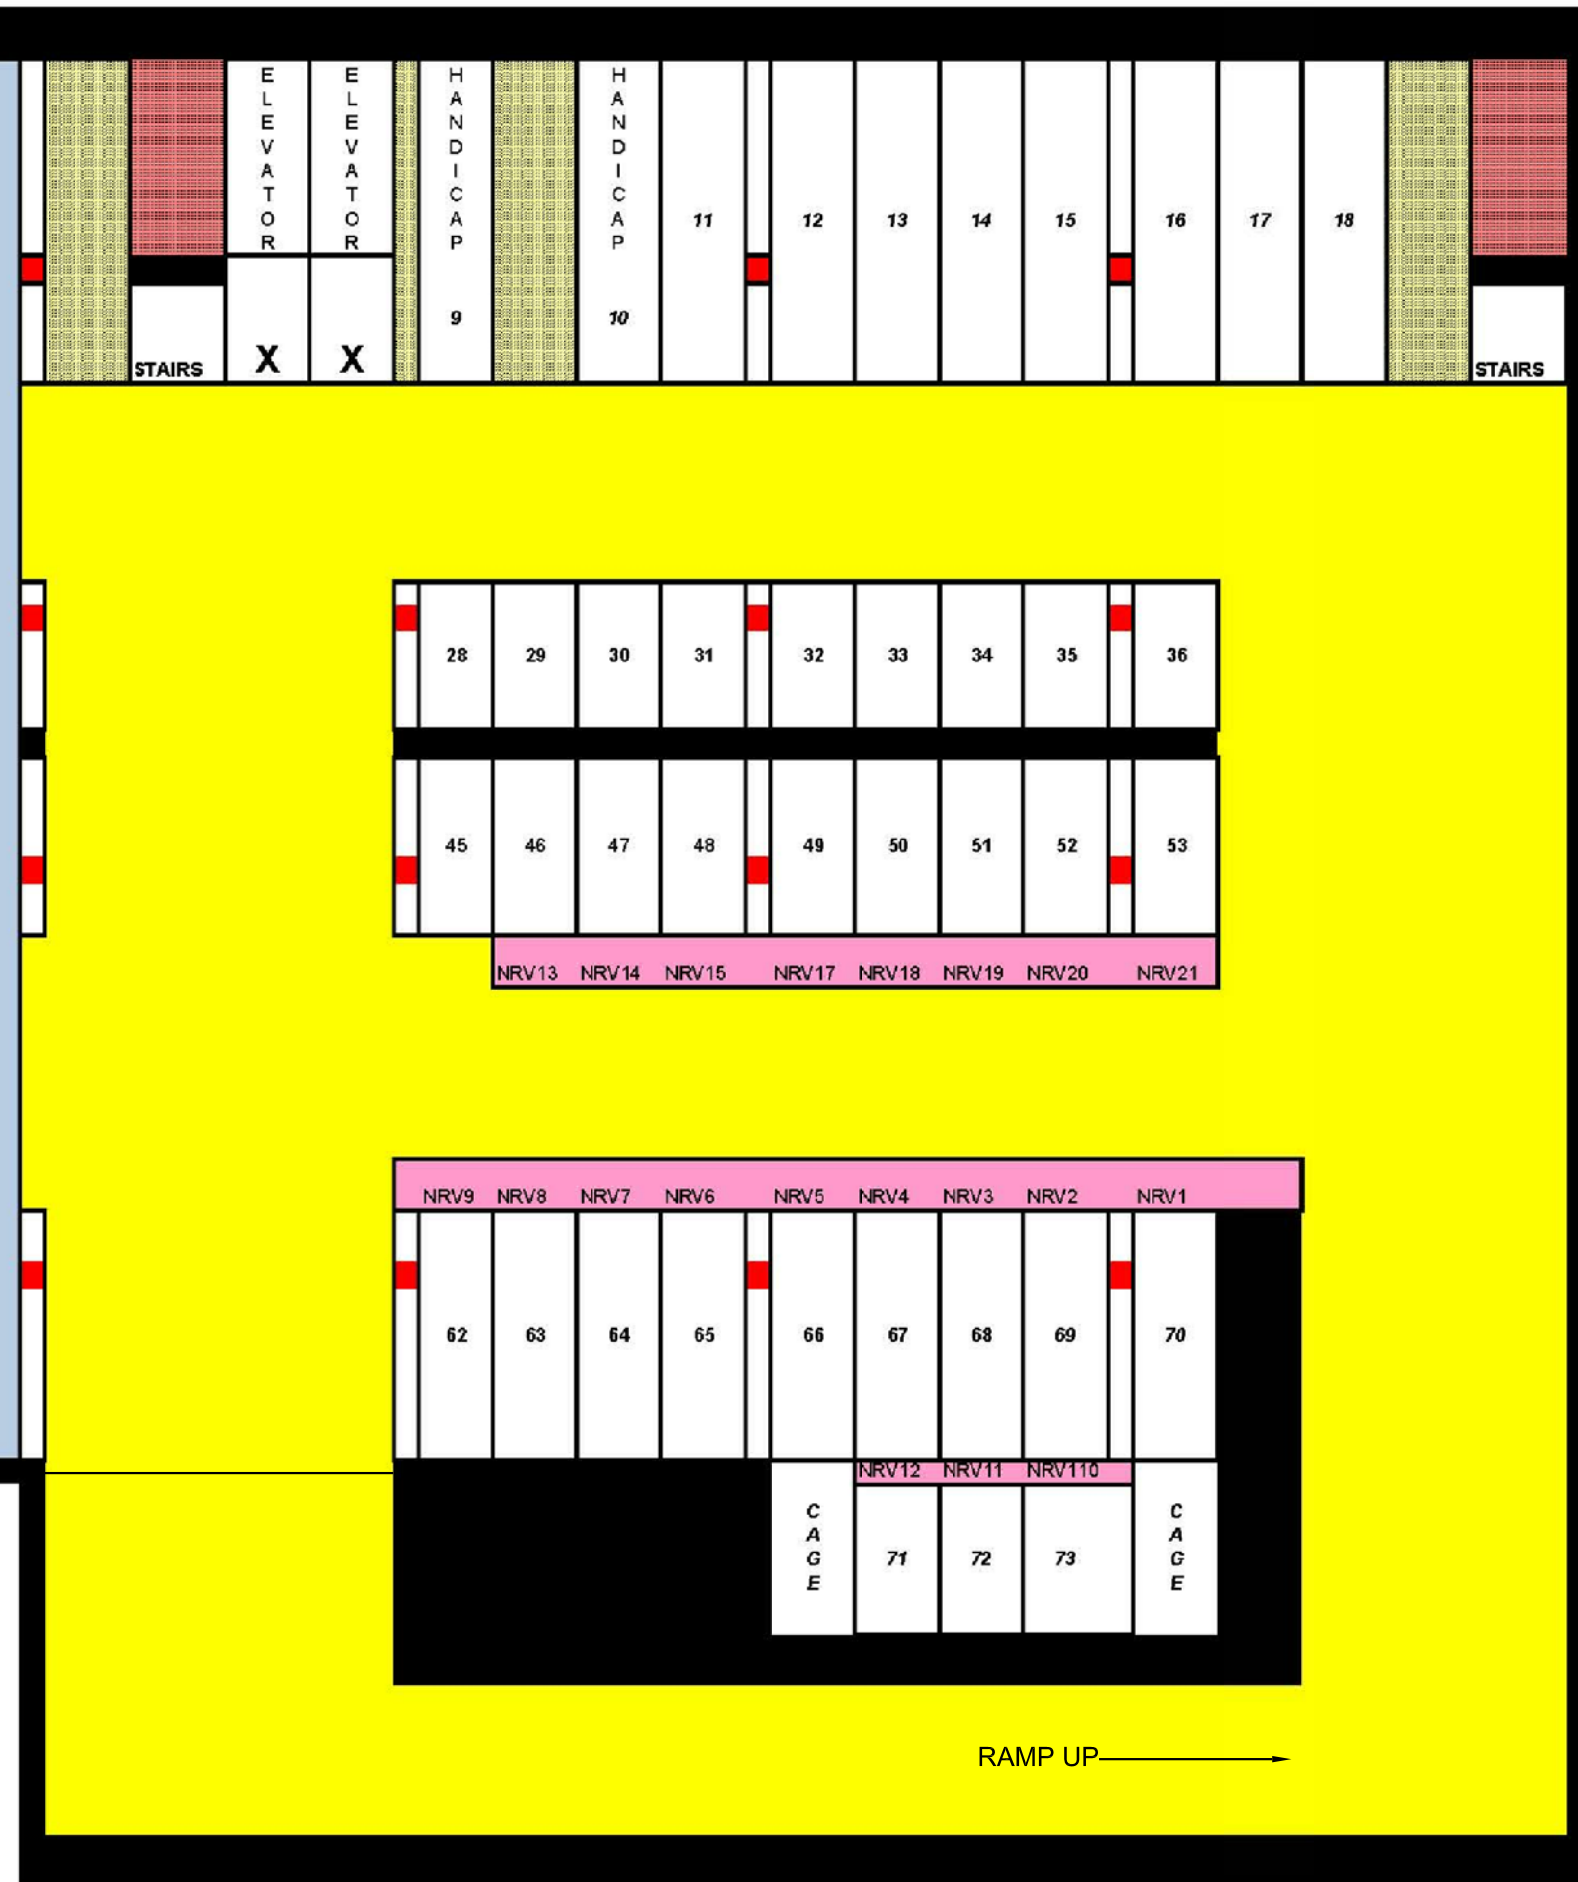 ELEVATOR ELEVATOR HANDICAP HANDICAP
11 12 13 14 15 16 17 18
9 10
STAIRS X X STAIRS
28 29 30 31 32 33 34 35 36
45 46 47 48 49 50 51 52 53
NRV13 NRV14 NRV15 NRV17 NRV18 NRV19 NRV20 NRV21
NRV9 NRV8 NRV7 NRV6 NRV5 NRV4 NRV3 NRV2 NRV1
62 63 64 65 66 67 68 69 70
NRV12 NRV11 NRV110
CAGE 71 72 73 CAGE
RAMP UP